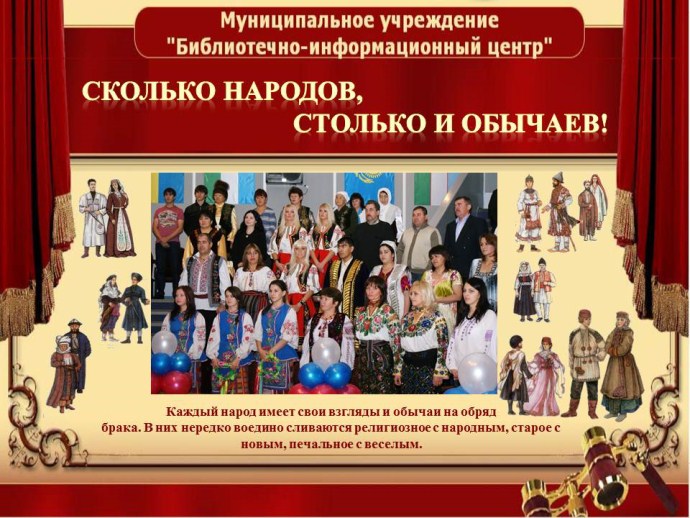 Муниципальное учреждение
"Библиотечно-информационный центр"
СКОЛЬКО НАРОДОВ,
СТОЛЬКО И ОБЫЧАЕВ!
Каждый народ имеет свои взгляды и обычаи на обряд
брака. В них нередко воедино сливаются религиозное с народным, старое с
новым, печальное с веселым.